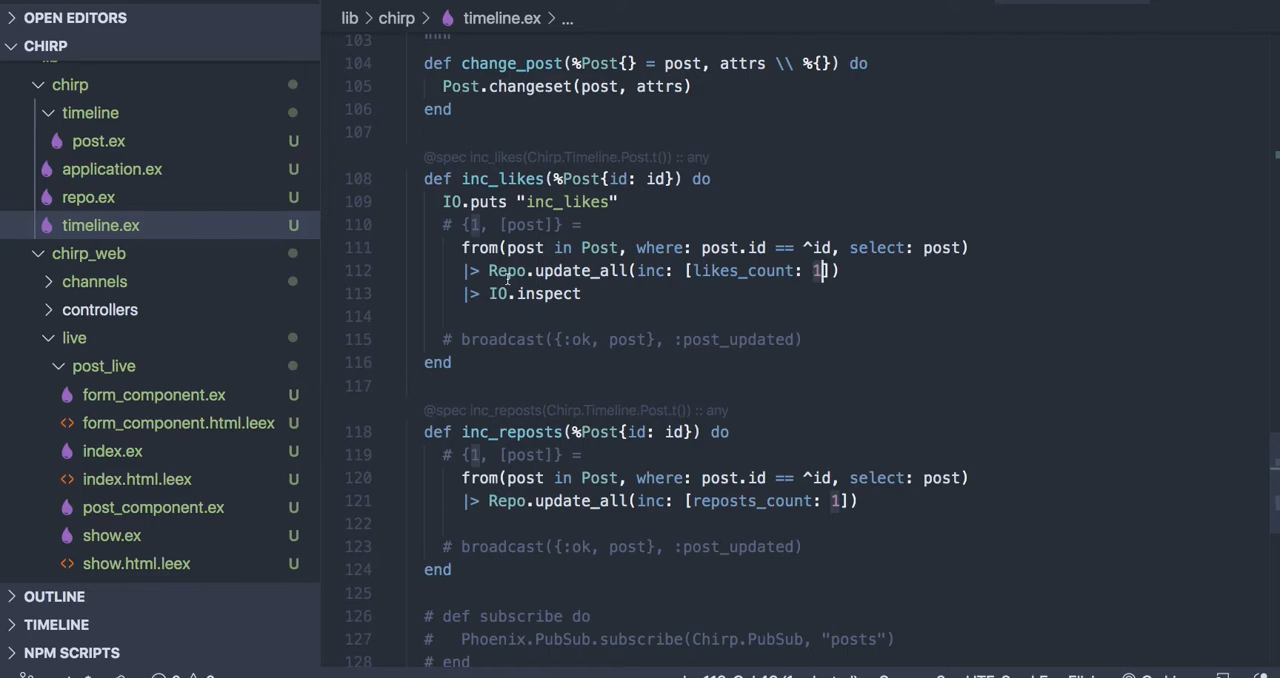 OPEN EDITORS
CHIRP
chirp
timeline
post.ex U
application.ex U
repo.ex U
timeline.ex U
chirp_web
channels
controllers
live
post_live
form_component.ex U
form_component.html.leex U
index.ex U
index.html.leex U
post_component.ex U
show.ex U
show.html.leex U
OUTLINE
TIMELINE
NPM SCRIPTS
lib > chirp > timeline.ex > ...
103 """
104 def change_post(%Post{} = post, attrs \\ %{}) do
105 Post.changeset(post, attrs)
106 end
107
@spec inc_likes(Chirp.Timeline.Post.t()) :: any
108 def inc_likes(%Post{id: id}) do
109 IO.puts "inc_likes"
110 # {1, [post]} =
111 from(post in Post, where: post.id == ^id, select: post)
112 |> Repo.update_all(inc: [likes_count: 1])
113 |> IO.inspect
114
115 # broadcast({:ok, post}, :post_updated)
116 end
117
@spec inc_reposts(Chirp.Timeline.Post.t()) :: any
118 def inc_reposts(%Post{id: id}) do
119 # {1, [post]} =
120 from(post in Post, where: post.id == ^id, select: post)
121 |> Repo.update_all(inc: [reposts_count: 1])
122
123 # broadcast({:ok, post}, :post_updated)
124 end
125
126 # def subscribe do
127 # Phoenix.PubSub.subscribe(Chirp.PubSub, "posts")
128 # end